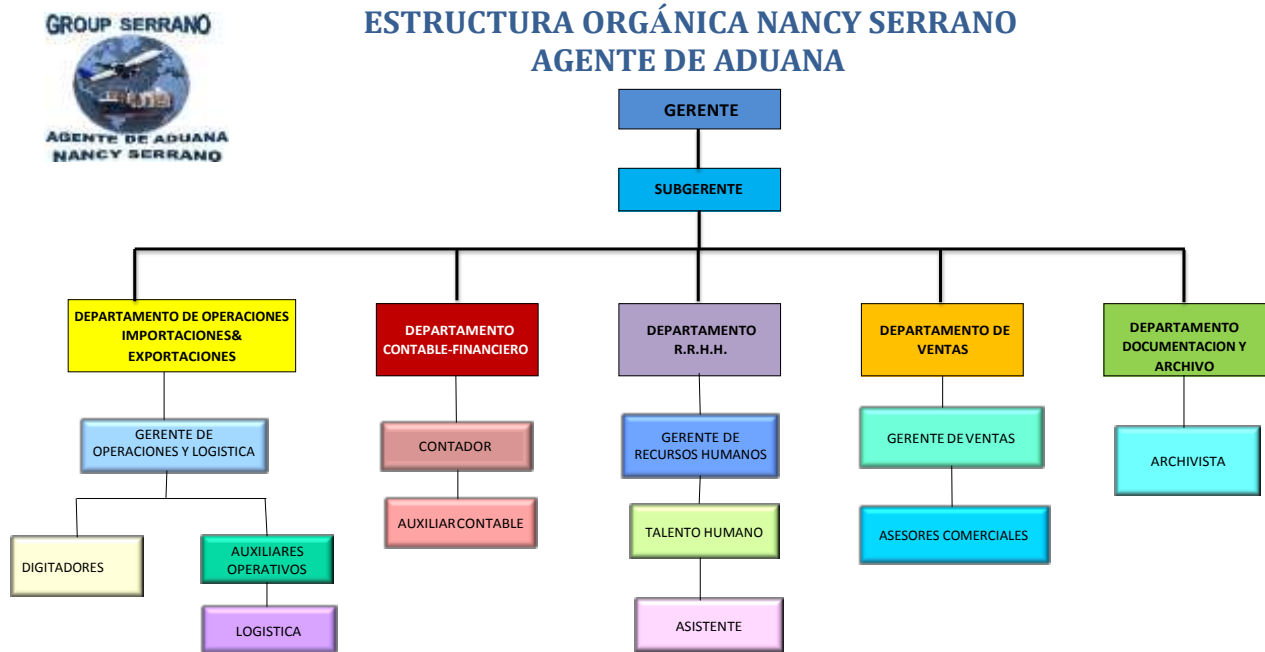 GROUP SERRANO
AGENTE DE ADUANA
NANCY SERRANO
ESTRUCTURA ORGÁNICA NANCY SERRANO
AGENTE DE ADUANA
GERENTE
SUBGERENTE
DEPARTAMENTO DE OPERACIONES
IMPORTACIONES&
EXPORTACIONES
DEPARTAMENTO
CONTABLE-FINANCIERO
DEPARTAMENTO
R.R.H.H.
DEPARTAMENTO DE
VENTAS
DEPARTAMENTO
DOCUMENTACION Y
ARCHIVO
GERENTE DE
OPERACIONES Y LOGISTICA
CONTADOR
GERENTE DE
RECURSOS HUMANOS
GERENTE DE VENTAS
ARCHIVISTA
AUXILIAR CONTABLE
TALENTO HUMANO
ASESORES COMERCIALES
DIGITADORES
AUXILIARES
OPERATIVOS
LOGISTICA
ASISTENTE